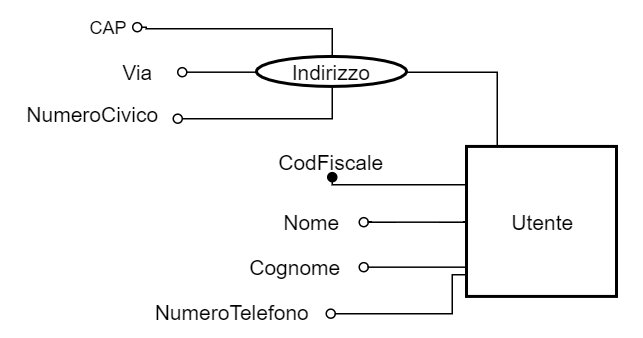 CAP
Via
Indirizzo
NumeroCivico
CodFiscale
Nome
Utente
Cognome
NumeroTelefono